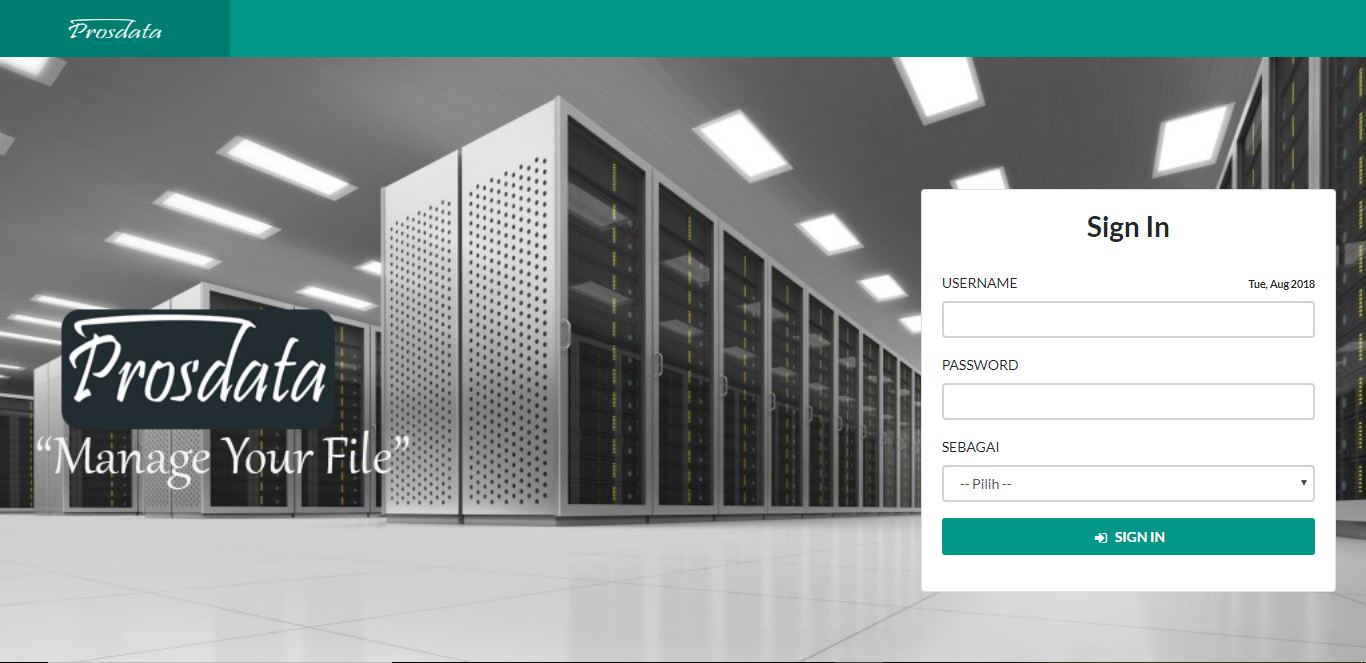 Prosdata
Prosdata
“Manage Your File”
Sign In
USERNAME
Tue, Aug 2018
PASSWORD
SEBAGAI
-- Pilih --
SIGN IN